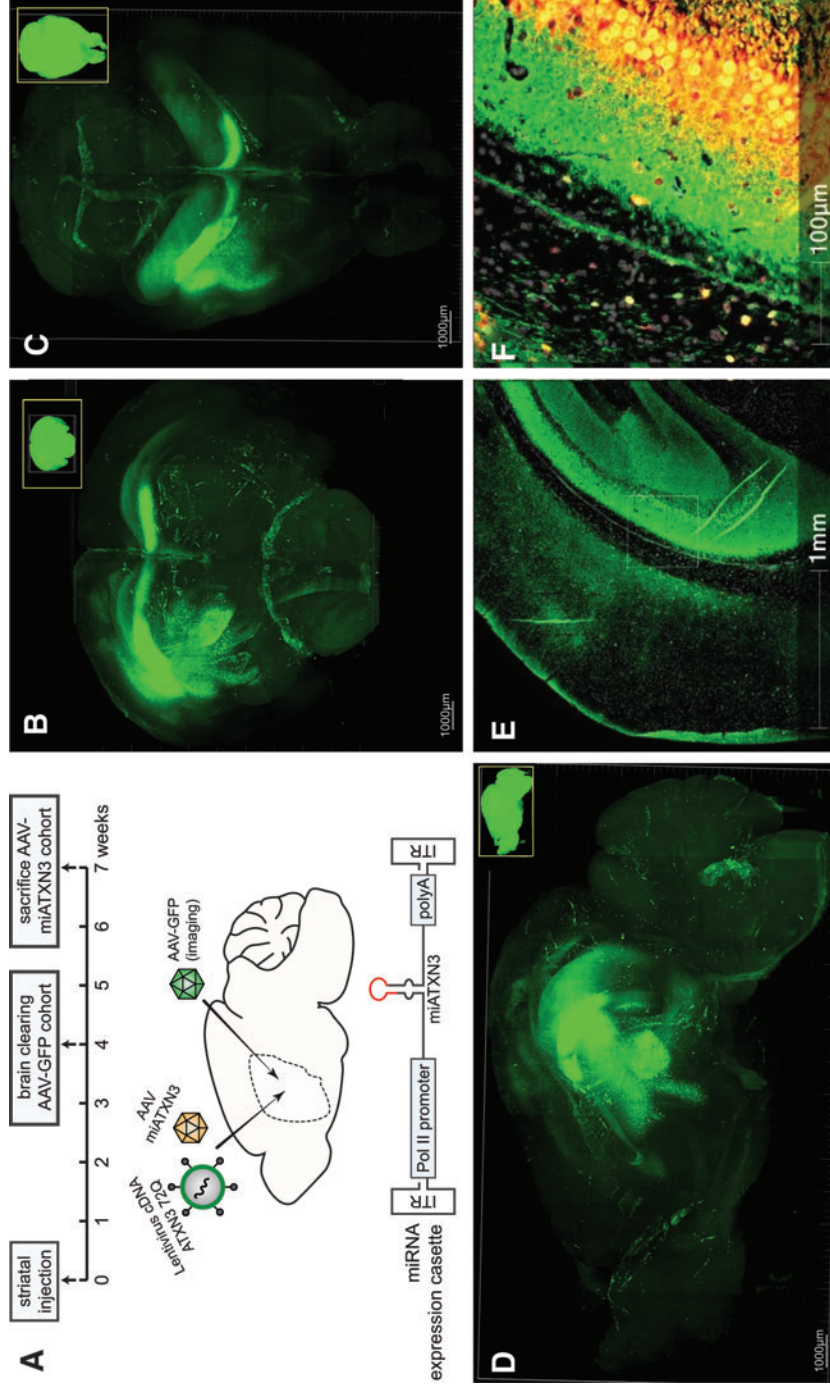 A
striatal
injection
brain clearing
AAV-GFP cohort
sacrifice AAV-
miATXN3 cohort
0 1 2 3 4 5 6 7 weeks
Lentivirus cDNA
ATXN3 72Q
AAV
miATXN3
AAV-GFP
(imaging)
miRNA
expression casette
ITR
Pol II promoter
miATXN3
polyA
ITR
B
1000µm
C
1000µm
D
1000µm
E
1mm
F
100µm